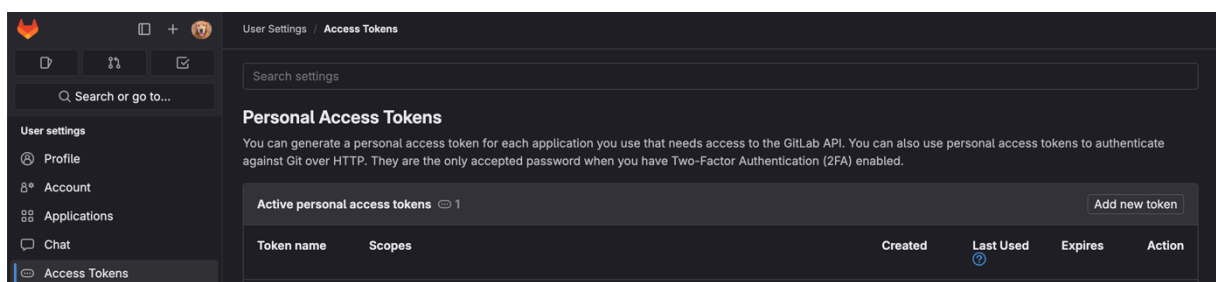 User Settings / Access Tokens
Search or go to...
User settings
Profile
Account
Applications
Chat
Access Tokens
Search settings
Personal Access Tokens
You can generate a personal access token for each application you use that needs access to the GitLab API. You can also use personal access tokens to authenticate
against Git over HTTP. They are the only accepted password when you have Two-Factor Authentication (2FA) enabled.
Active personal access tokens 1 Add new token
Token name Scopes Created Last Used Expires Action